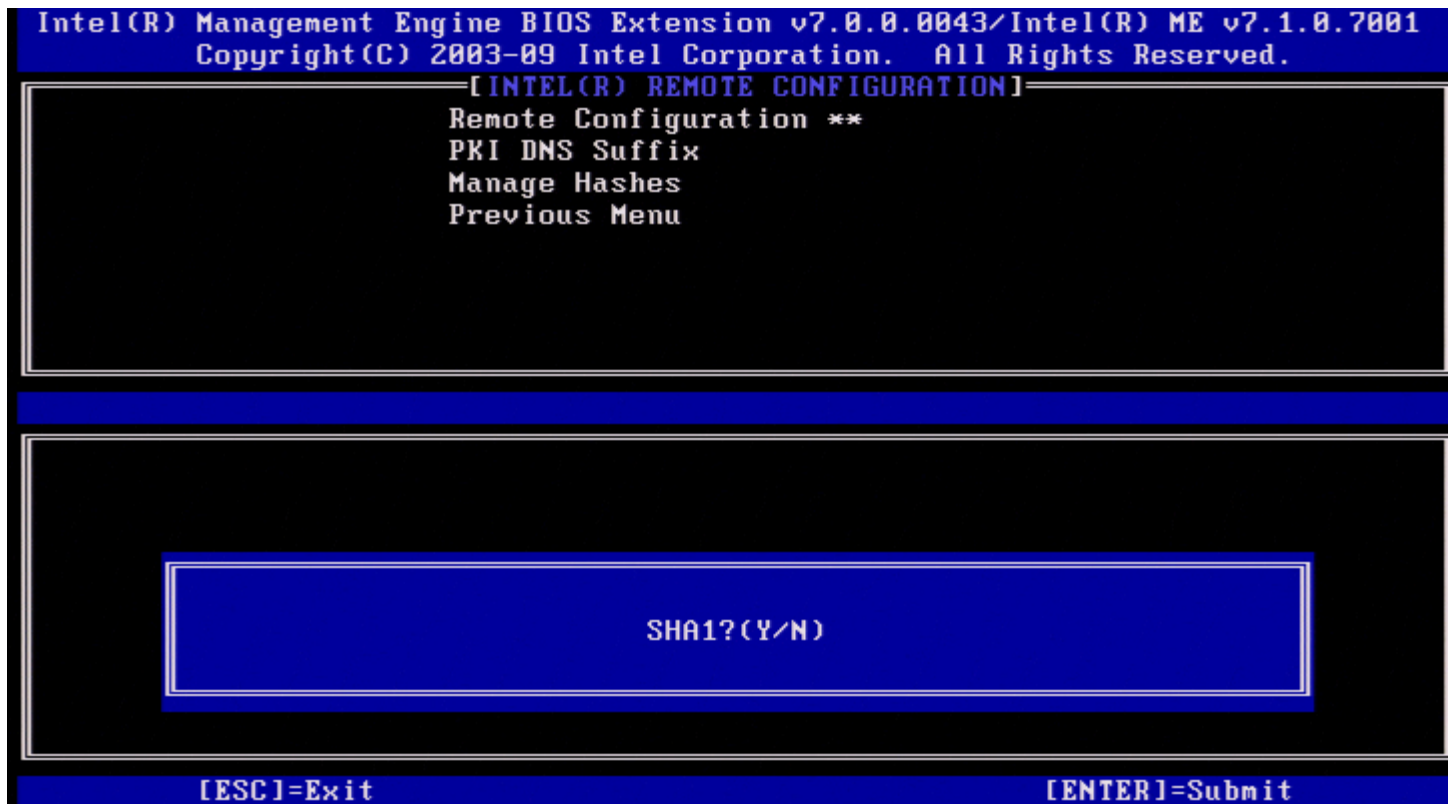 Intel(R) Management Engine BIOS Extension v7.0.0.0043/Intel(R) ME v7.1.0.7001
Copyright(C) 2003-09 Intel Corporation. All Rights Reserved.
[INTEL(R) REMOTE CONFIGURATION]
Remote Configuration **
PKI DNS Suffix
Manage Hashes
Previous Menu
SHA1?(Y/N)
[ESC]=Exit [ENTER]=Submit